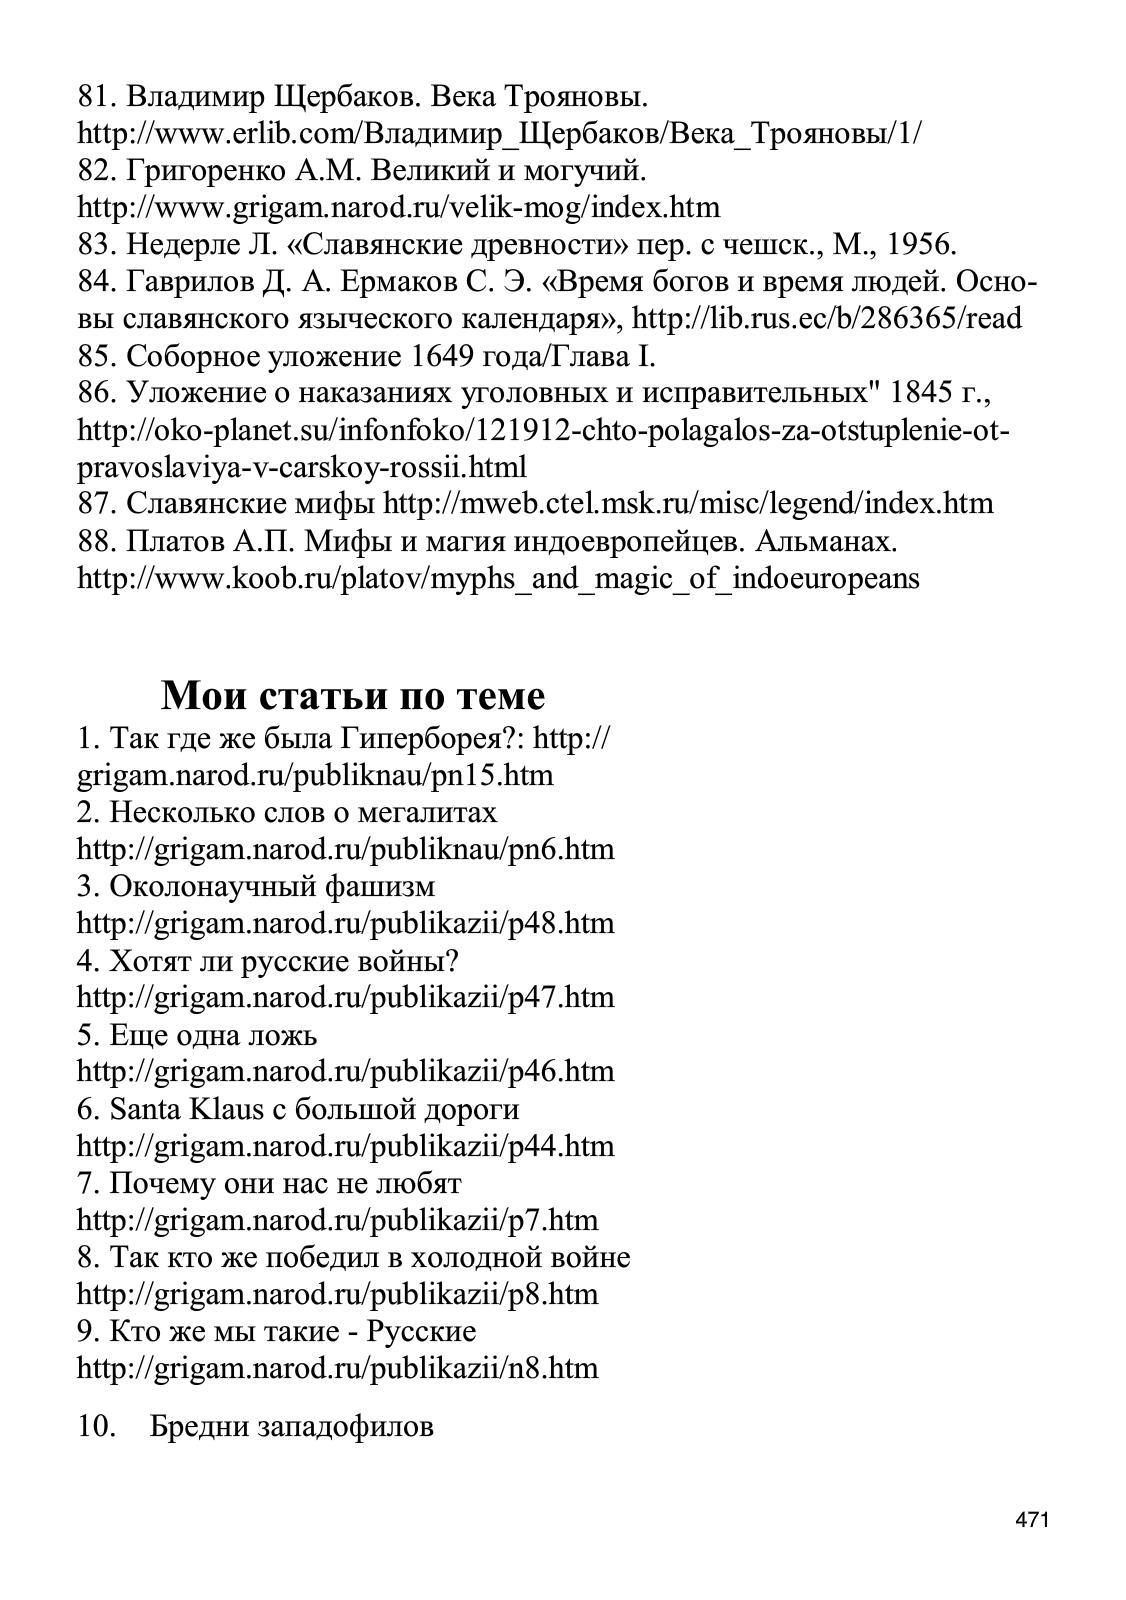 81. Владимир Щербаков. Века Трояновы.
http://www.erlib.com/Владимир_Щербаков/Века_Трояновы/1/
82. Григоренко А.М. Великий и могучий.
http://www.grigam.narod.ru/velik-mog/index.htm
83. Недерле Л. «Славянские древности» пер. с чешск., М., 1956.
84. Гаврилов Д. А. Ермаков С. Э. «Время богов и время людей. Осно-
вы славянского языческого календаря», http://lib.rus.ec/b/286365/read
85. Соборное уложение 1649 года/Глава I.
86. Уложение о наказаниях уголовных и исправительных" 1845 г.,
http://oko-planet.su/infonfoko/121912-chto-polagalos-za-otstuplenie-ot-
pravoslaviya-v-carskoy-rossii.html
87. Славянские мифы http://mweb.ctel.msk.ru/misc/legend/index.htm
88. Платов А.П. Мифы и магия индоевропейцев. Альманах.
http://www.koob.ru/platov/myphs_and_magic_of_indoeuropeans
Мои статьи по теме
1. Так где же была Гиперборея?: http://
grigam.narod.ru/publiknau/pn15.htm
2. Несколько слов о мегалитах
http://grigam.narod.ru/publiknau/pn6.htm
3. Околонаучный фашизм
http://grigam.narod.ru/publikazii/p48.htm
4. Хотят ли русские войны?
http://grigam.narod.ru/publikazii/p47.htm
5. Еще одна ложь
http://grigam.narod.ru/publikazii/p46.htm
6. Santa Klaus с большой дороги
http://grigam.narod.ru/publikazii/p44.htm
7. Почему они нас не любят
http://grigam.narod.ru/publikazii/p7.htm
8. Так кто же победил в холодной войне
http://grigam.narod.ru/publikazii/p8.htm
9. Кто же мы такие - Русские
http://grigam.narod.ru/publikazii/n8.htm
10. Бредни западофилов
471